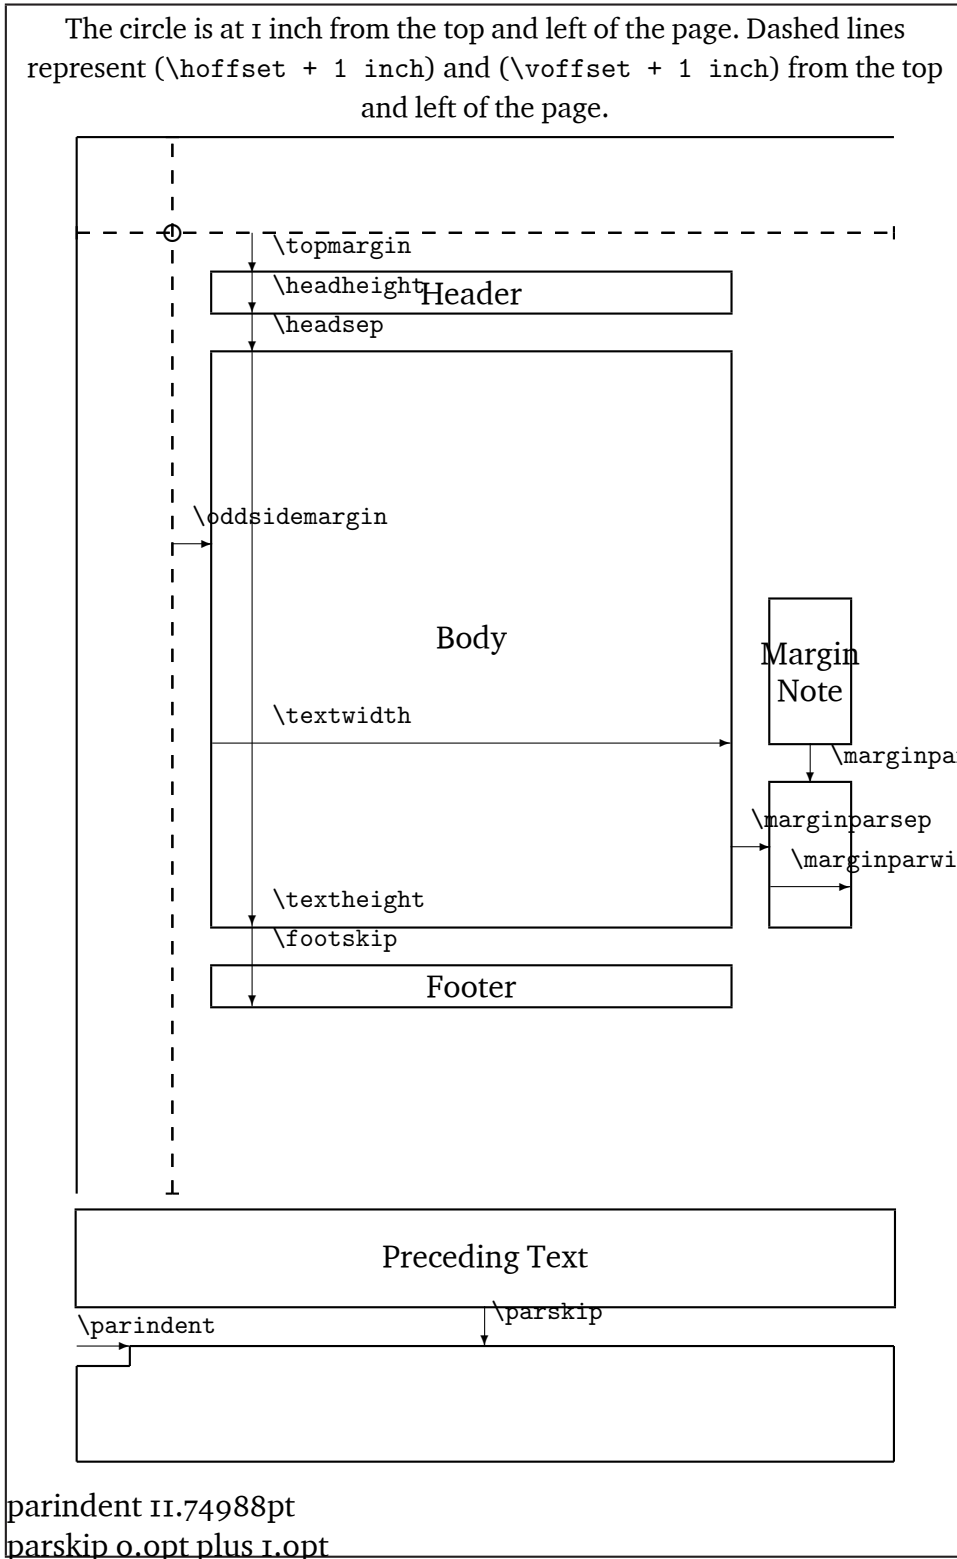 The circle is at 1 inch from the top and left of the page. Dashed lines
represent (\hoffset + 1 inch) and (\voffset + 1 inch) from the top
and left of the page.
\topmargin
\headheight
Header
\headsep
\oddsidemargin
Body
Margin
Note
\textwidth
\marginpa
\marginparsep
\marginparwi
\textheight
\footskip
Footer
Preceding Text
\parskip
\parindent
parindent 11.74988pt
parskip 0.0pt plus 1.0pt